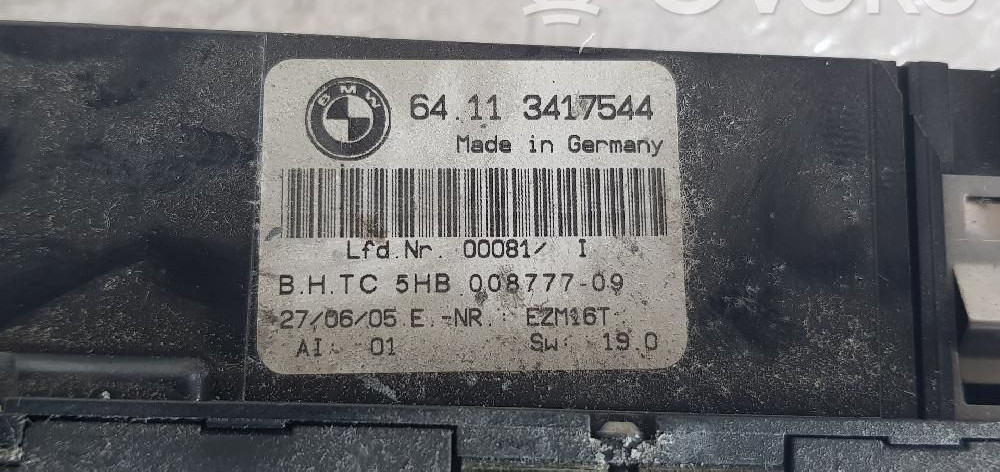 BMW
64.11 3417544
Made in Germany
Lfd.Nr. 00081/ I
B.H.TC 5HB 008777-09
27/06/05 E.-NR. EZM16T
AI: 01 Sw: 19.0